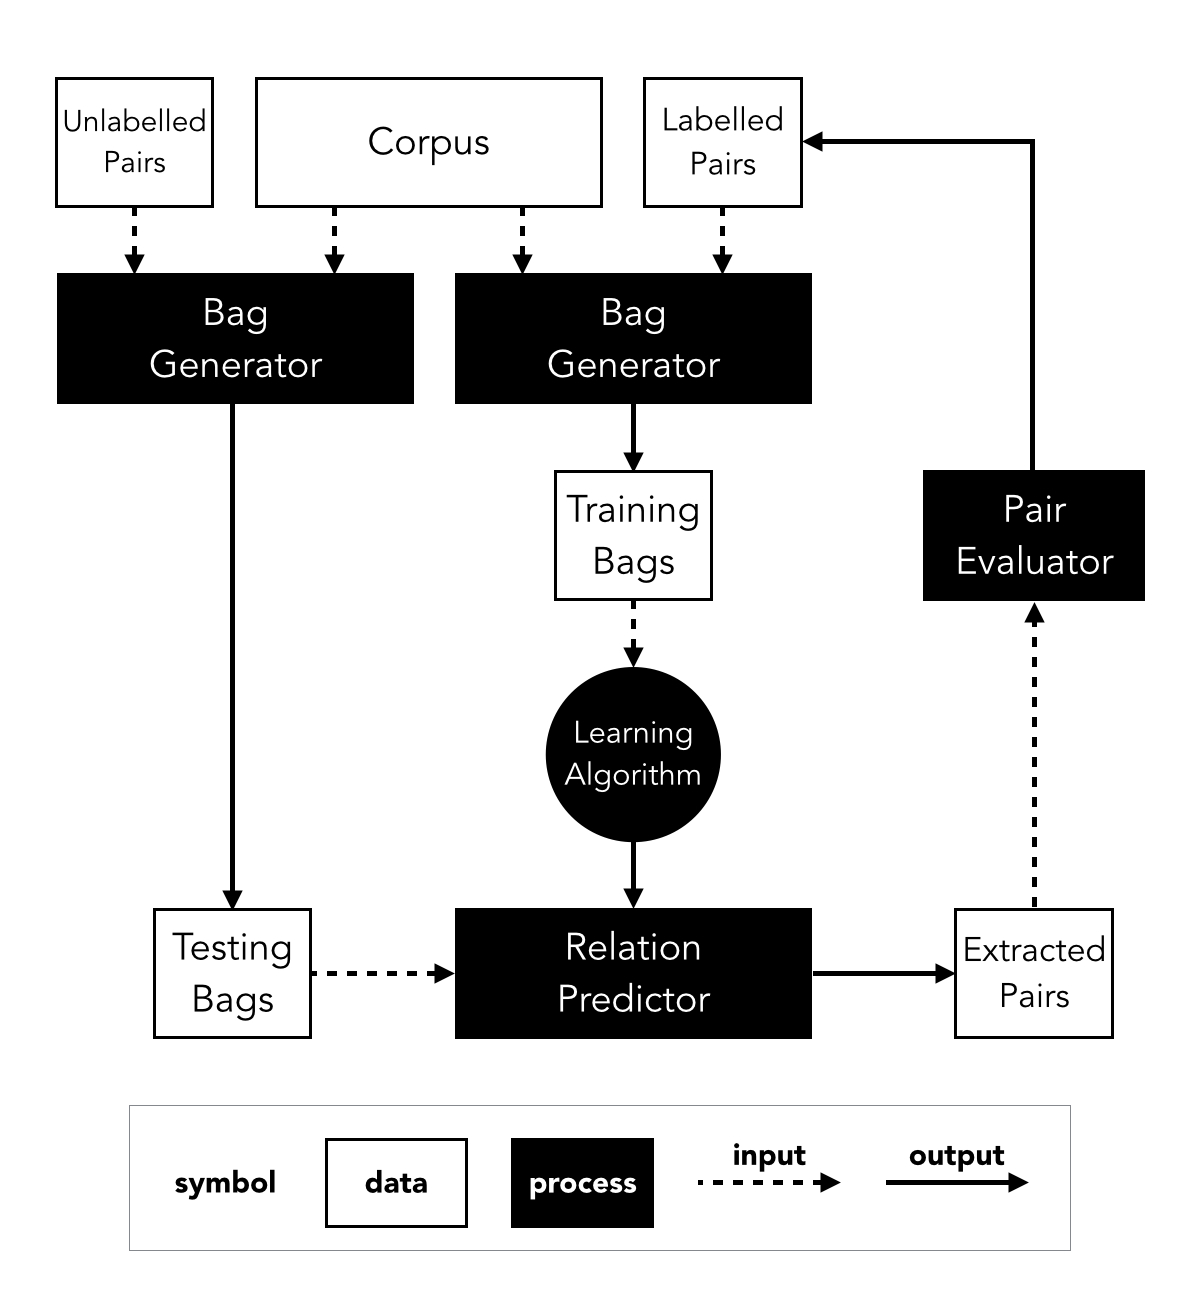 Unlabelled
Pairs
Corpus
Labelled
Pairs
Bag
Generator
Bag
Generator
Training
Bags
Pair
Evaluator
Learning
Algorithm
Testing
Bags
Relation
Predictor
Extracted
Pairs
symbol
data
process
input
output